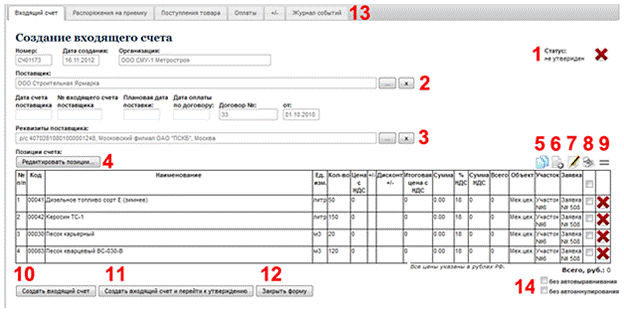 Входящий счет Распоряжения на приемку Поступления товара Оплаты +/- Журнал событий 13
Создание входящего счета
Номер: Дата создания: Организация:
СЧ01173 16.11.2012 ООО СМУ-1 Метрострой
1 Статус:
не утвержден
Поставщик:
ООО Строительная Ярмарка ... x 2
Дата счета поставщика № входящего счета поставщика Плановая дата поставки: Дата оплаты по договору: Договор №: от:
33 01.10.2010
Реквизиты поставщика:
р/с 40702810801000001248, Московский филиал ОАО "ПСКБ", Москва ... x 3
Позиции счета:
Редактировать позиции... 4 5 6 7 8 9
№ п/п Код Наименование Ед. изм. Кол-во Цена с НДС +/- Дисконт +/- Итоговая цена с НДС Сумма % НДС Сумма НДС Всего Объект Участок Заявка
1 00041 Дизельное топливо сорт Е (зимнее) литр 50 0 0 0.00 18 0 0 Мех.цех. Участок №6 Заявка № 508
2 00042 Керосин ТС-1 литр 150 0 0 0.00 18 0 0 Мех.цех. Участок №6 Заявка № 508
3 00030 Песок карьерный м3 20 0 0 0.00 18 0 0 Мех.цех. Участок №6 Заявка № 508
4 00083 Песок кварцевый ВС-030-В м3 120 0 0 0.00 18 0 0 Мех.цех. Участок №6 Заявка № 508
Все цены указаны в рублях РФ. Всего, руб.: 0
10 11 12
Создать входящий счет Создать входящий счет и перейти к утверждению Закрыть форму
14 без автовыравнивания
без автоаннулирования